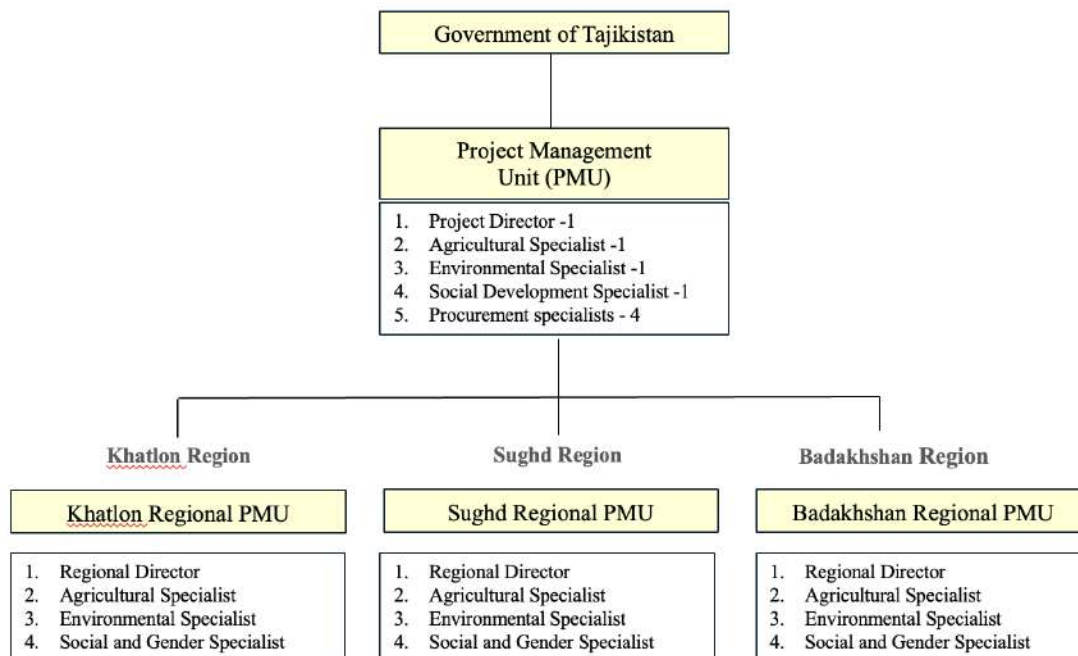 Government of Tajikistan
Project Management
Unit (PMU)
1. Project Director -1
2. Agricultural Specialist -1
3. Environmental Specialist -1
4. Social Development Specialist -1
5. Procurement specialists - 4
Khatlon Region
Sughd Region
Badakhshan Region
Khatlon Regional PMU
Sughd Regional PMU
Badakhshan Regional PMU
1. Regional Director
2. Agricultural Specialist
3. Environmental Specialist
4. Social and Gender Specialist
1. Regional Director
2. Agricultural Specialist
3. Environmental Specialist
4. Social and Gender Specialist
1. Regional Director
2. Agricultural Specialist
3. Environmental Specialist
4. Social and Gender Specialist